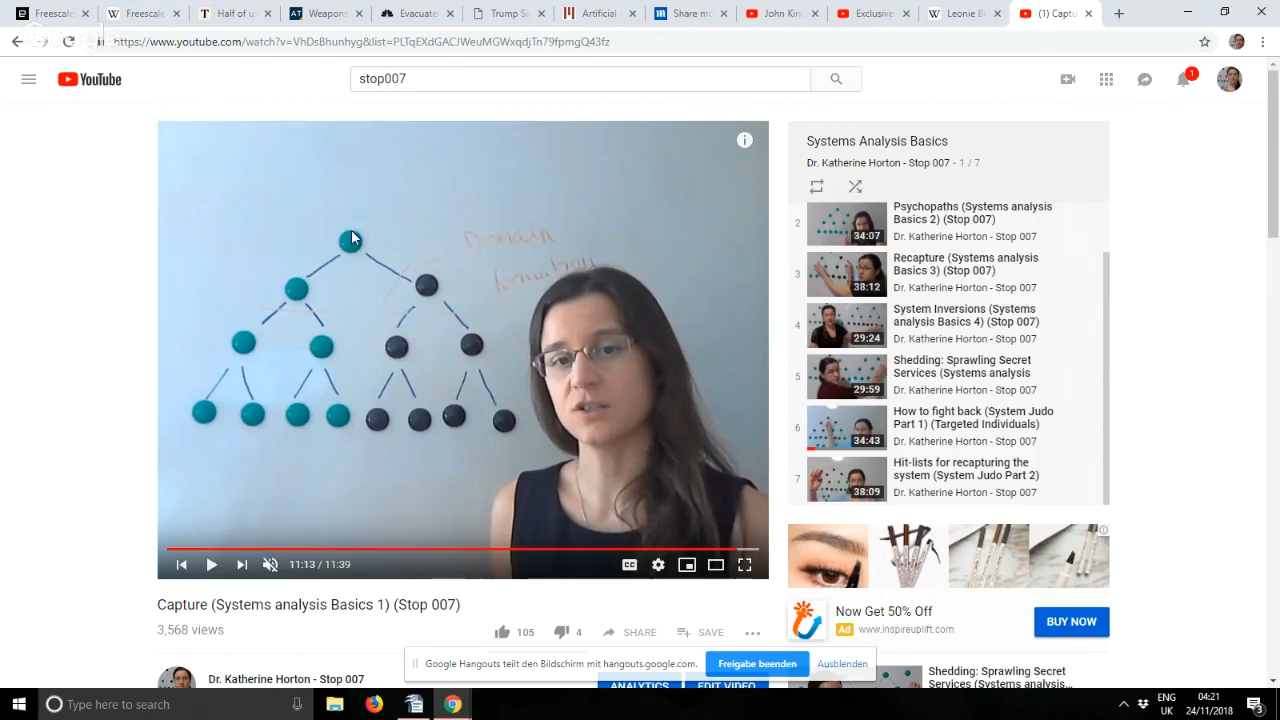 Freescale
Freescale
Half of u
Weapons
Evacuate
Trump S
Artificial
Share mo
John Kiri
Exclusive
Leonie Be
(1) Captu
https://www.youtube.com/watch?v=VhDsBhunhyg&list=PLTqEXdGACJWeuMGWxqdjTn79fpmgQ43fz
YouTube
stop007
1
Domain
formation
Systems Analysis Basics
Dr. Katherine Horton - Stop 007 - 1 / 7
2
34:07
Psychopaths (Systems analysis
Basics 2) (Stop 007)
Dr. Katherine Horton - Stop 007
3
38:12
Recapture (Systems analysis
Basics 3) (Stop 007)
Dr. Katherine Horton - Stop 007
4
29:24
System Inversions (Systems
analysis Basics 4) (Stop 007)
Dr. Katherine Horton - Stop 007
5
29:59
Shedding: Sprawling Secret
Services (Systems analysis
Dr. Katherine Horton - Stop 007
6
34:43
How to fight back (System Judo
Part 1) (Targeted Individuals)
Dr. Katherine Horton - Stop 007
7
38:09
Hit-lists for recapturing the
system (System Judo Part 2)
Dr. Katherine Horton - Stop 007
11:13 / 11:39
CC
Capture (Systems analysis Basics 1) (Stop 007)
3,568 views
105
4
SHARE
SAVE
Now Get 50% Off
Ad www.inspireuplift.com
BUY NOW
Google Hangouts teilt den Bildschirm mit hangouts.google.com.
Freigabe beenden
Ausblenden
Dr. Katherine Horton - Stop 007
ANALYTICS
EDIT VIDEO
Shedding: Sprawling Secret
Services (Systems analysis...
Type here to search
ENG
UK
04:21
24/11/2018
3